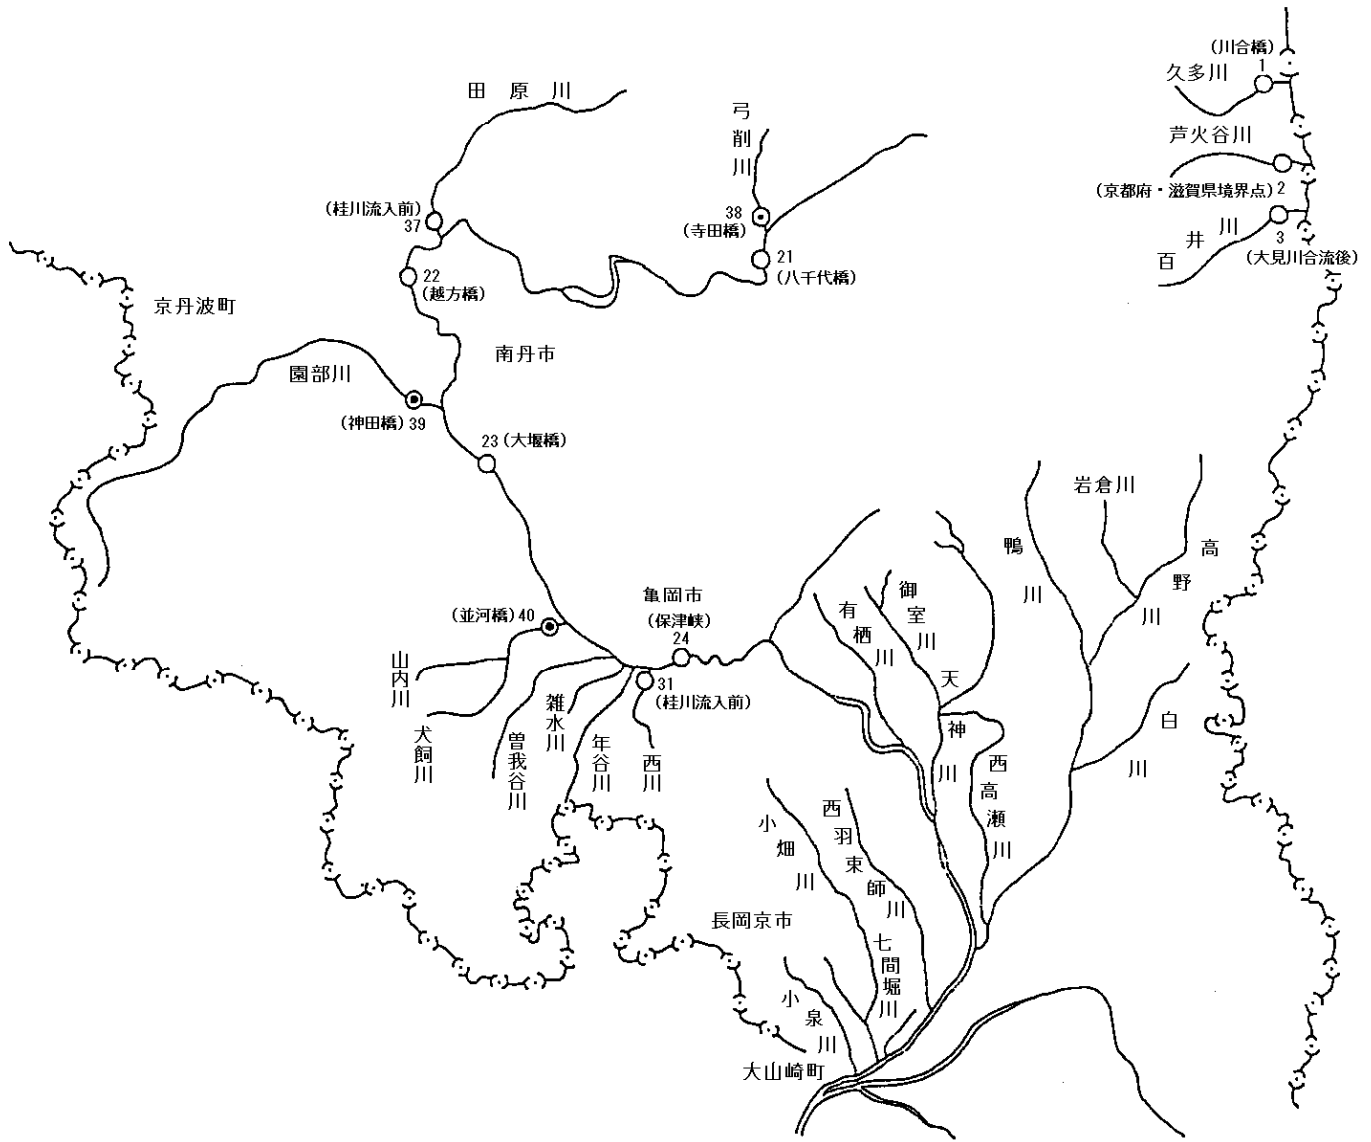 (川合橋)
1
久多川
芦火谷川
(京都府・滋賀県境界点) 2
百井川
3
(大見川合流後)
田原川
弓削川
(桂川流入前)
37
38
(寺田橋)
21
(八千代橋)
22
(越方橋)
京丹波町
南丹市
園部川
(神田橋) 39
23 (大堰橋)
岩倉川
鴨川
高野川
亀岡市
(保津峡)
24
(並河橋) 40
31
(桂川流入前)
山内川
犬飼川
曽我谷川
雑水川
年谷川
西川
有栖川
御室川
天神川
西高瀬川
白川
小畑川
西羽束師川
長岡京市
七間堀川
小泉川
大山崎町